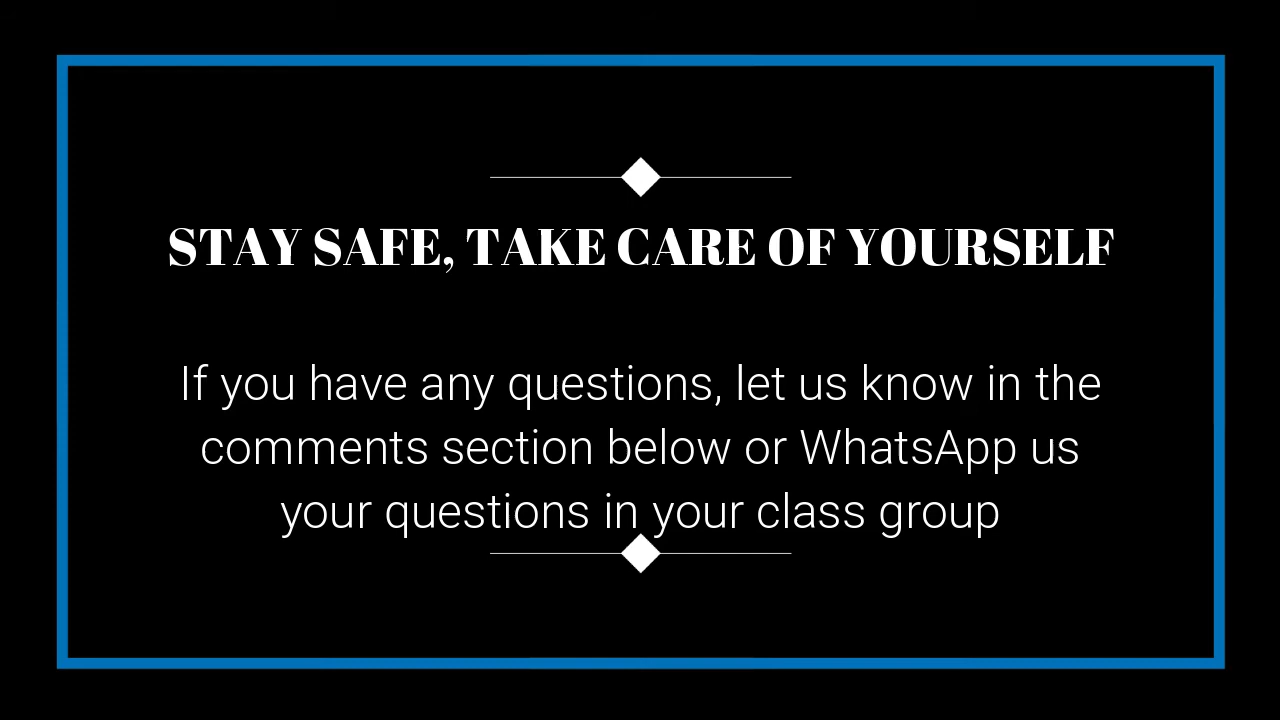 STAY SAFE, TAKE CARE OF YOURSELF
If you have any questions, let us know in the
comments section below or WhatsApp us
your questions in your class group